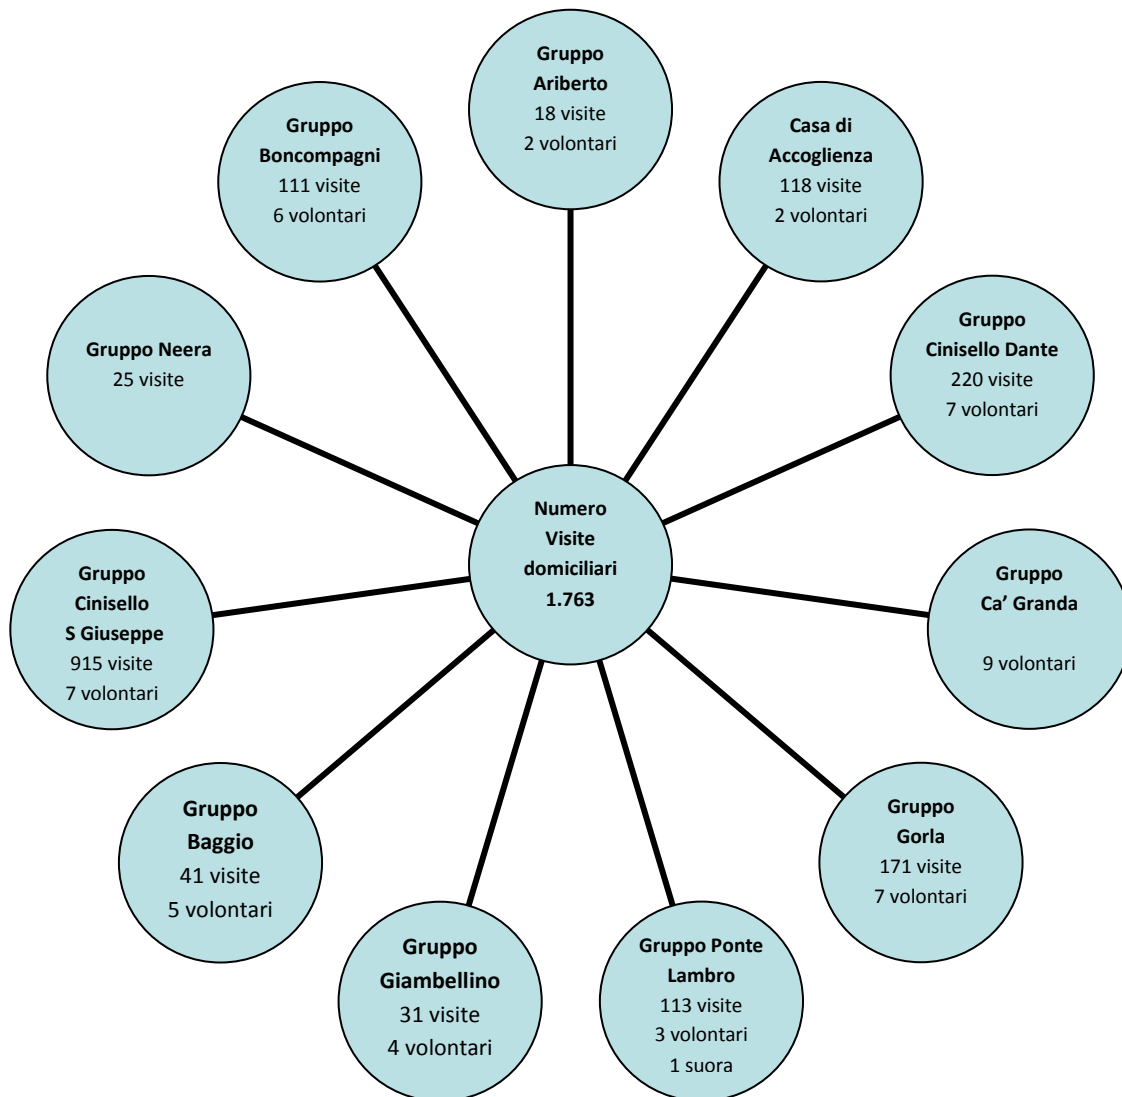 Gruppo
Ariberto
18 visite
2 volontari
Casa di
Accoglienza
118 visite
2 volontari
Gruppo
Cinisello Dante
220 visite
7 volontari
Gruppo
Ca’ Granda
9 volontari
Gruppo
Gorla
171 visite
7 volontari
Gruppo Ponte
Lambro
113 visite
3 volontari
1 suora
Gruppo
Giambellino
31 visite
4 volontari
Gruppo
Baggio
41 visite
5 volontari
Gruppo
Cinisello
S Giuseppe
915 visite
7 volontari
Gruppo Neera
25 visite
Gruppo
Boncompagni
111 visite
6 volontari
Numero
Visite
domiciliari
1.763